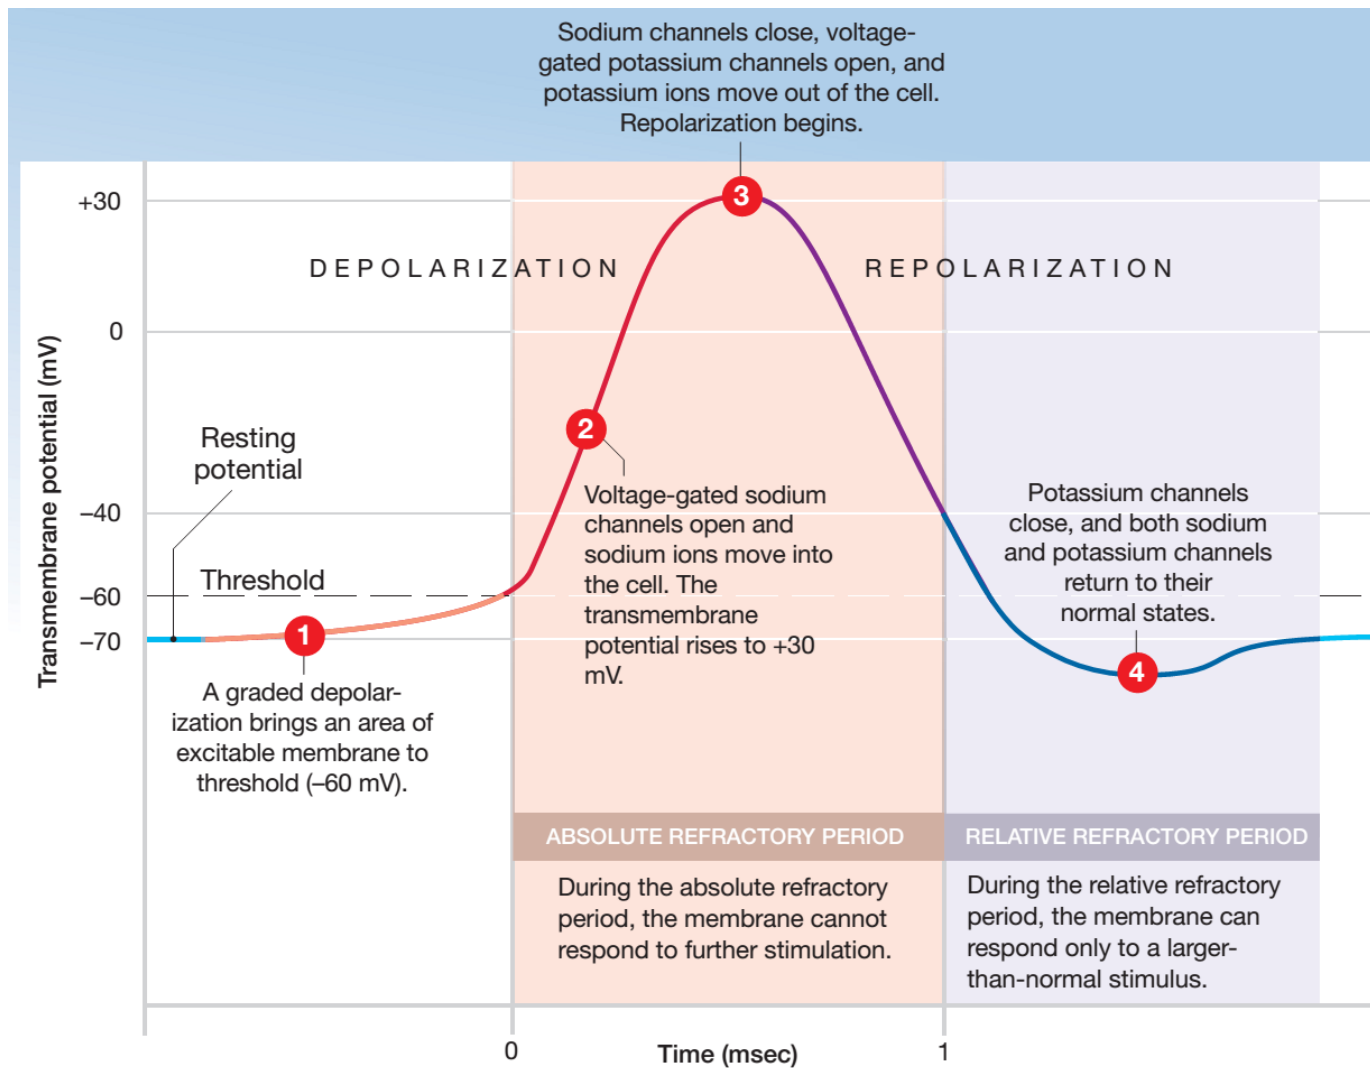 Sodium channels close, voltage-
gated potassium channels open, and
potassium ions move out of the cell.
Repolarization begins.
3
+30
DEPOLARIZATION
REPOLARIZATION
0
Transmembrane potential (mV)
2
Resting
potential
Voltage-gated sodium
channels open and
sodium ions move into
the cell. The
transmembrane
potential rises to +30
mV.
Potassium channels
close, and both sodium
and potassium channels
return to their
normal states.
–40
Threshold
–60
–70
1
4
A graded depolar-
ization brings an area of
excitable membrane to
threshold (–60 mV).
ABSOLUTE REFRACTORY PERIOD
RELATIVE REFRACTORY PERIOD
During the absolute refractory
period, the membrane cannot
respond to further stimulation.
During the relative refractory
period, the membrane can
respond only to a larger-
than-normal stimulus.
0
Time (msec)
1